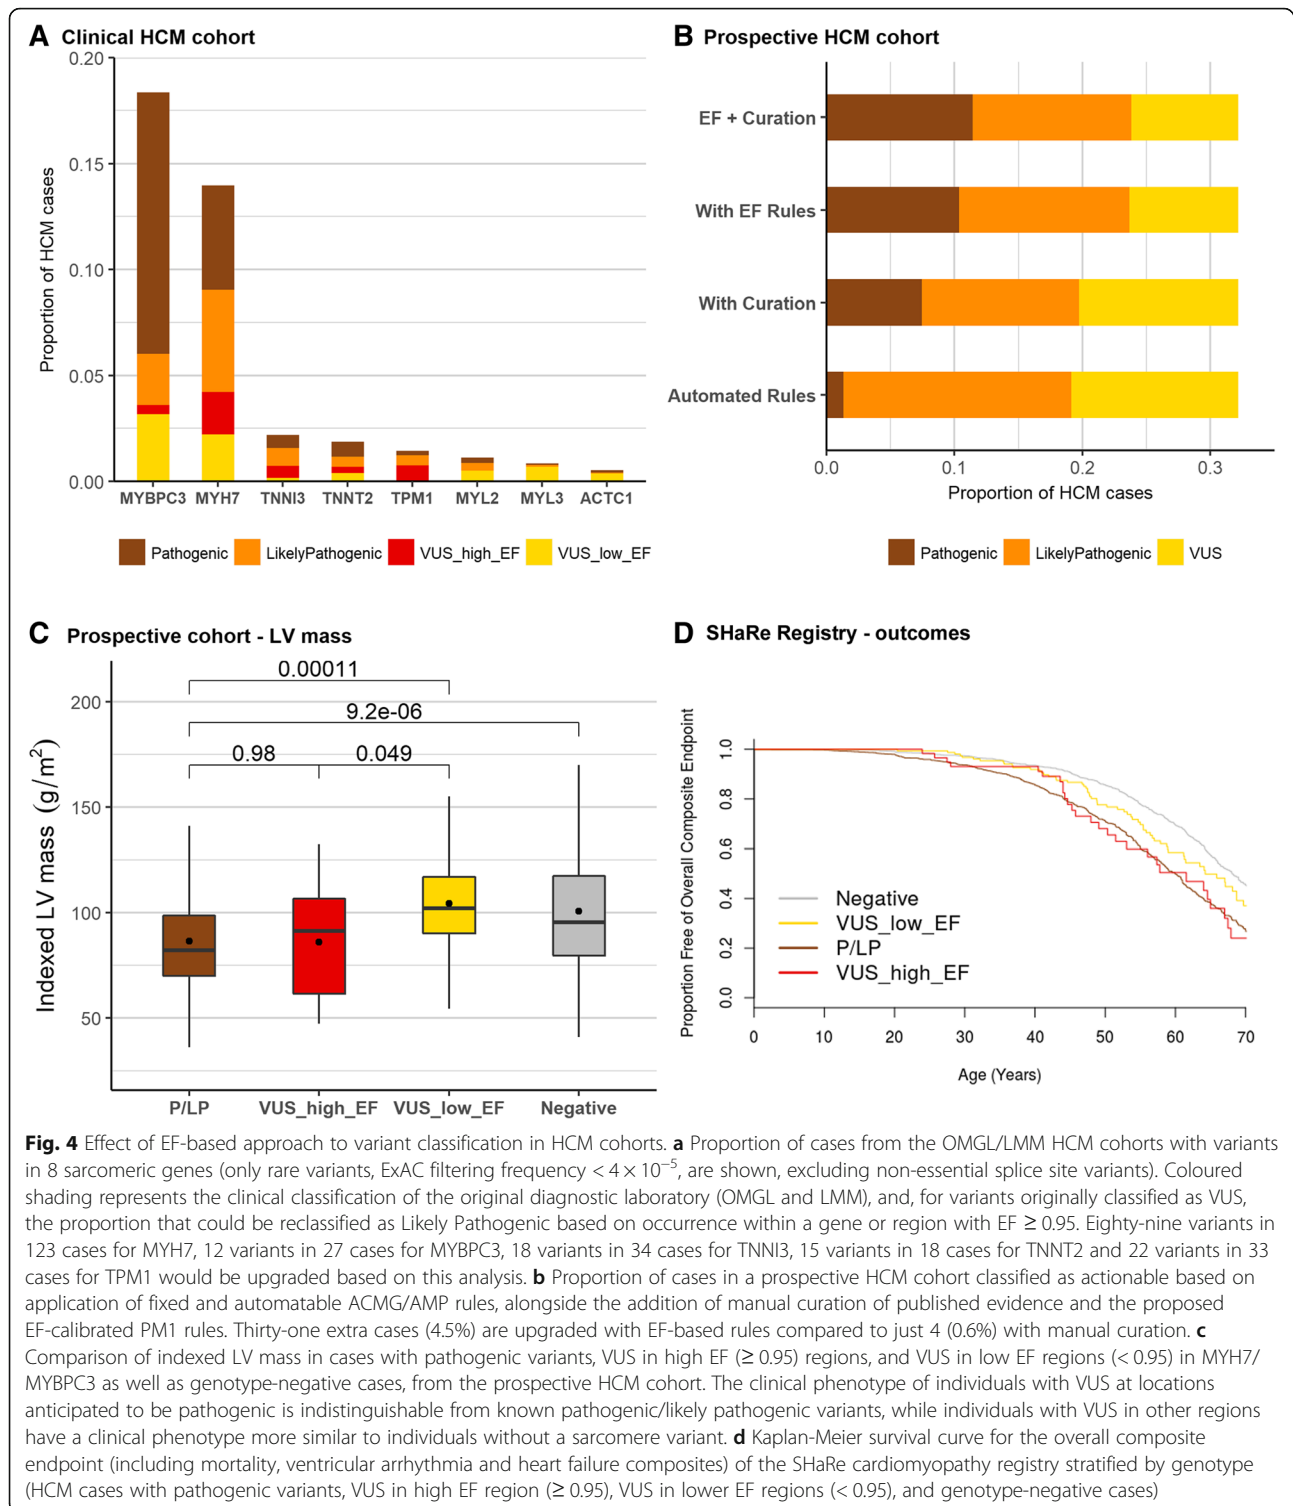 A Clinical HCM cohort
0.20
0.15
0.10
0.05
0.00
Proportion of HCM cases
MYBPC3 MYH7 TNNI3 TNNT2 TPM1 MYL2 MYL3 ACTC1
Pathogenic LikelyPathogenic VUS_high_EF VUS_low_EF
B Prospective HCM cohort
EF + Curation
With EF Rules
With Curation
Automated Rules
0.0 0.1 0.2 0.3
Proportion of HCM cases
Pathogenic LikelyPathogenic VUS
C Prospective cohort - LV mass
0.00011
9.2e-06
0.98 0.049
200
150
100
50
Indexed LV mass (g/m²)
P/LP VUS_high_EF VUS_low_EF Negative
D SHaRe Registry - outcomes
Proportion Free of Overall Composite Endpoint
1.0
0.8
0.6
0.4
0.2
0.0
Negative
VUS_low_EF
P/LP
VUS_high_EF
0 10 20 30 40 50 60 70
Age (Years)
Fig. 4 Effect of EF-based approach to variant classification in HCM cohorts. a Proportion of cases from the OMGL/LMM HCM cohorts with variants
in 8 sarcomeric genes (only rare variants, ExAC filtering frequency < 4 × 10⁻⁵, are shown, excluding non-essential splice site variants). Coloured
shading represents the clinical classification of the original diagnostic laboratory (OMGL and LMM), and, for variants originally classified as VUS,
the proportion that could be reclassified as Likely Pathogenic based on occurrence within a gene or region with EF ≥ 0.95. Eighty-nine variants in
123 cases for MYH7, 12 variants in 27 cases for MYBPC3, 18 variants in 34 cases for TNNI3, 15 variants in 18 cases for TNNT2 and 22 variants in 33
cases for TPM1 would be upgraded based on this analysis. b Proportion of cases in a prospective HCM cohort classified as actionable based on
application of fixed and automatable ACMG/AMP rules, alongside the addition of manual curation of published evidence and the proposed
EF-calibrated PM1 rules. Thirty-one extra cases (4.5%) are upgraded with EF-based rules compared to just 4 (0.6%) with manual curation. c
Comparison of indexed LV mass in cases with pathogenic variants, VUS in high EF (≥ 0.95) regions, and VUS in low EF regions (< 0.95) in MYH7/
MYBPC3 as well as genotype-negative cases, from the prospective HCM cohort. The clinical phenotype of individuals with VUS at locations
anticipated to be pathogenic is indistinguishable from known pathogenic/likely pathogenic variants, while individuals with VUS in other regions
have a clinical phenotype more similar to individuals without a sarcomere variant. d Kaplan-Meier survival curve for the overall composite
endpoint (including mortality, ventricular arrhythmia and heart failure composites) of the SHaRe cardiomyopathy registry stratified by genotype
(HCM cases with pathogenic variants, VUS in high EF region (≥ 0.95), VUS in lower EF regions (< 0.95), and genotype-negative cases)